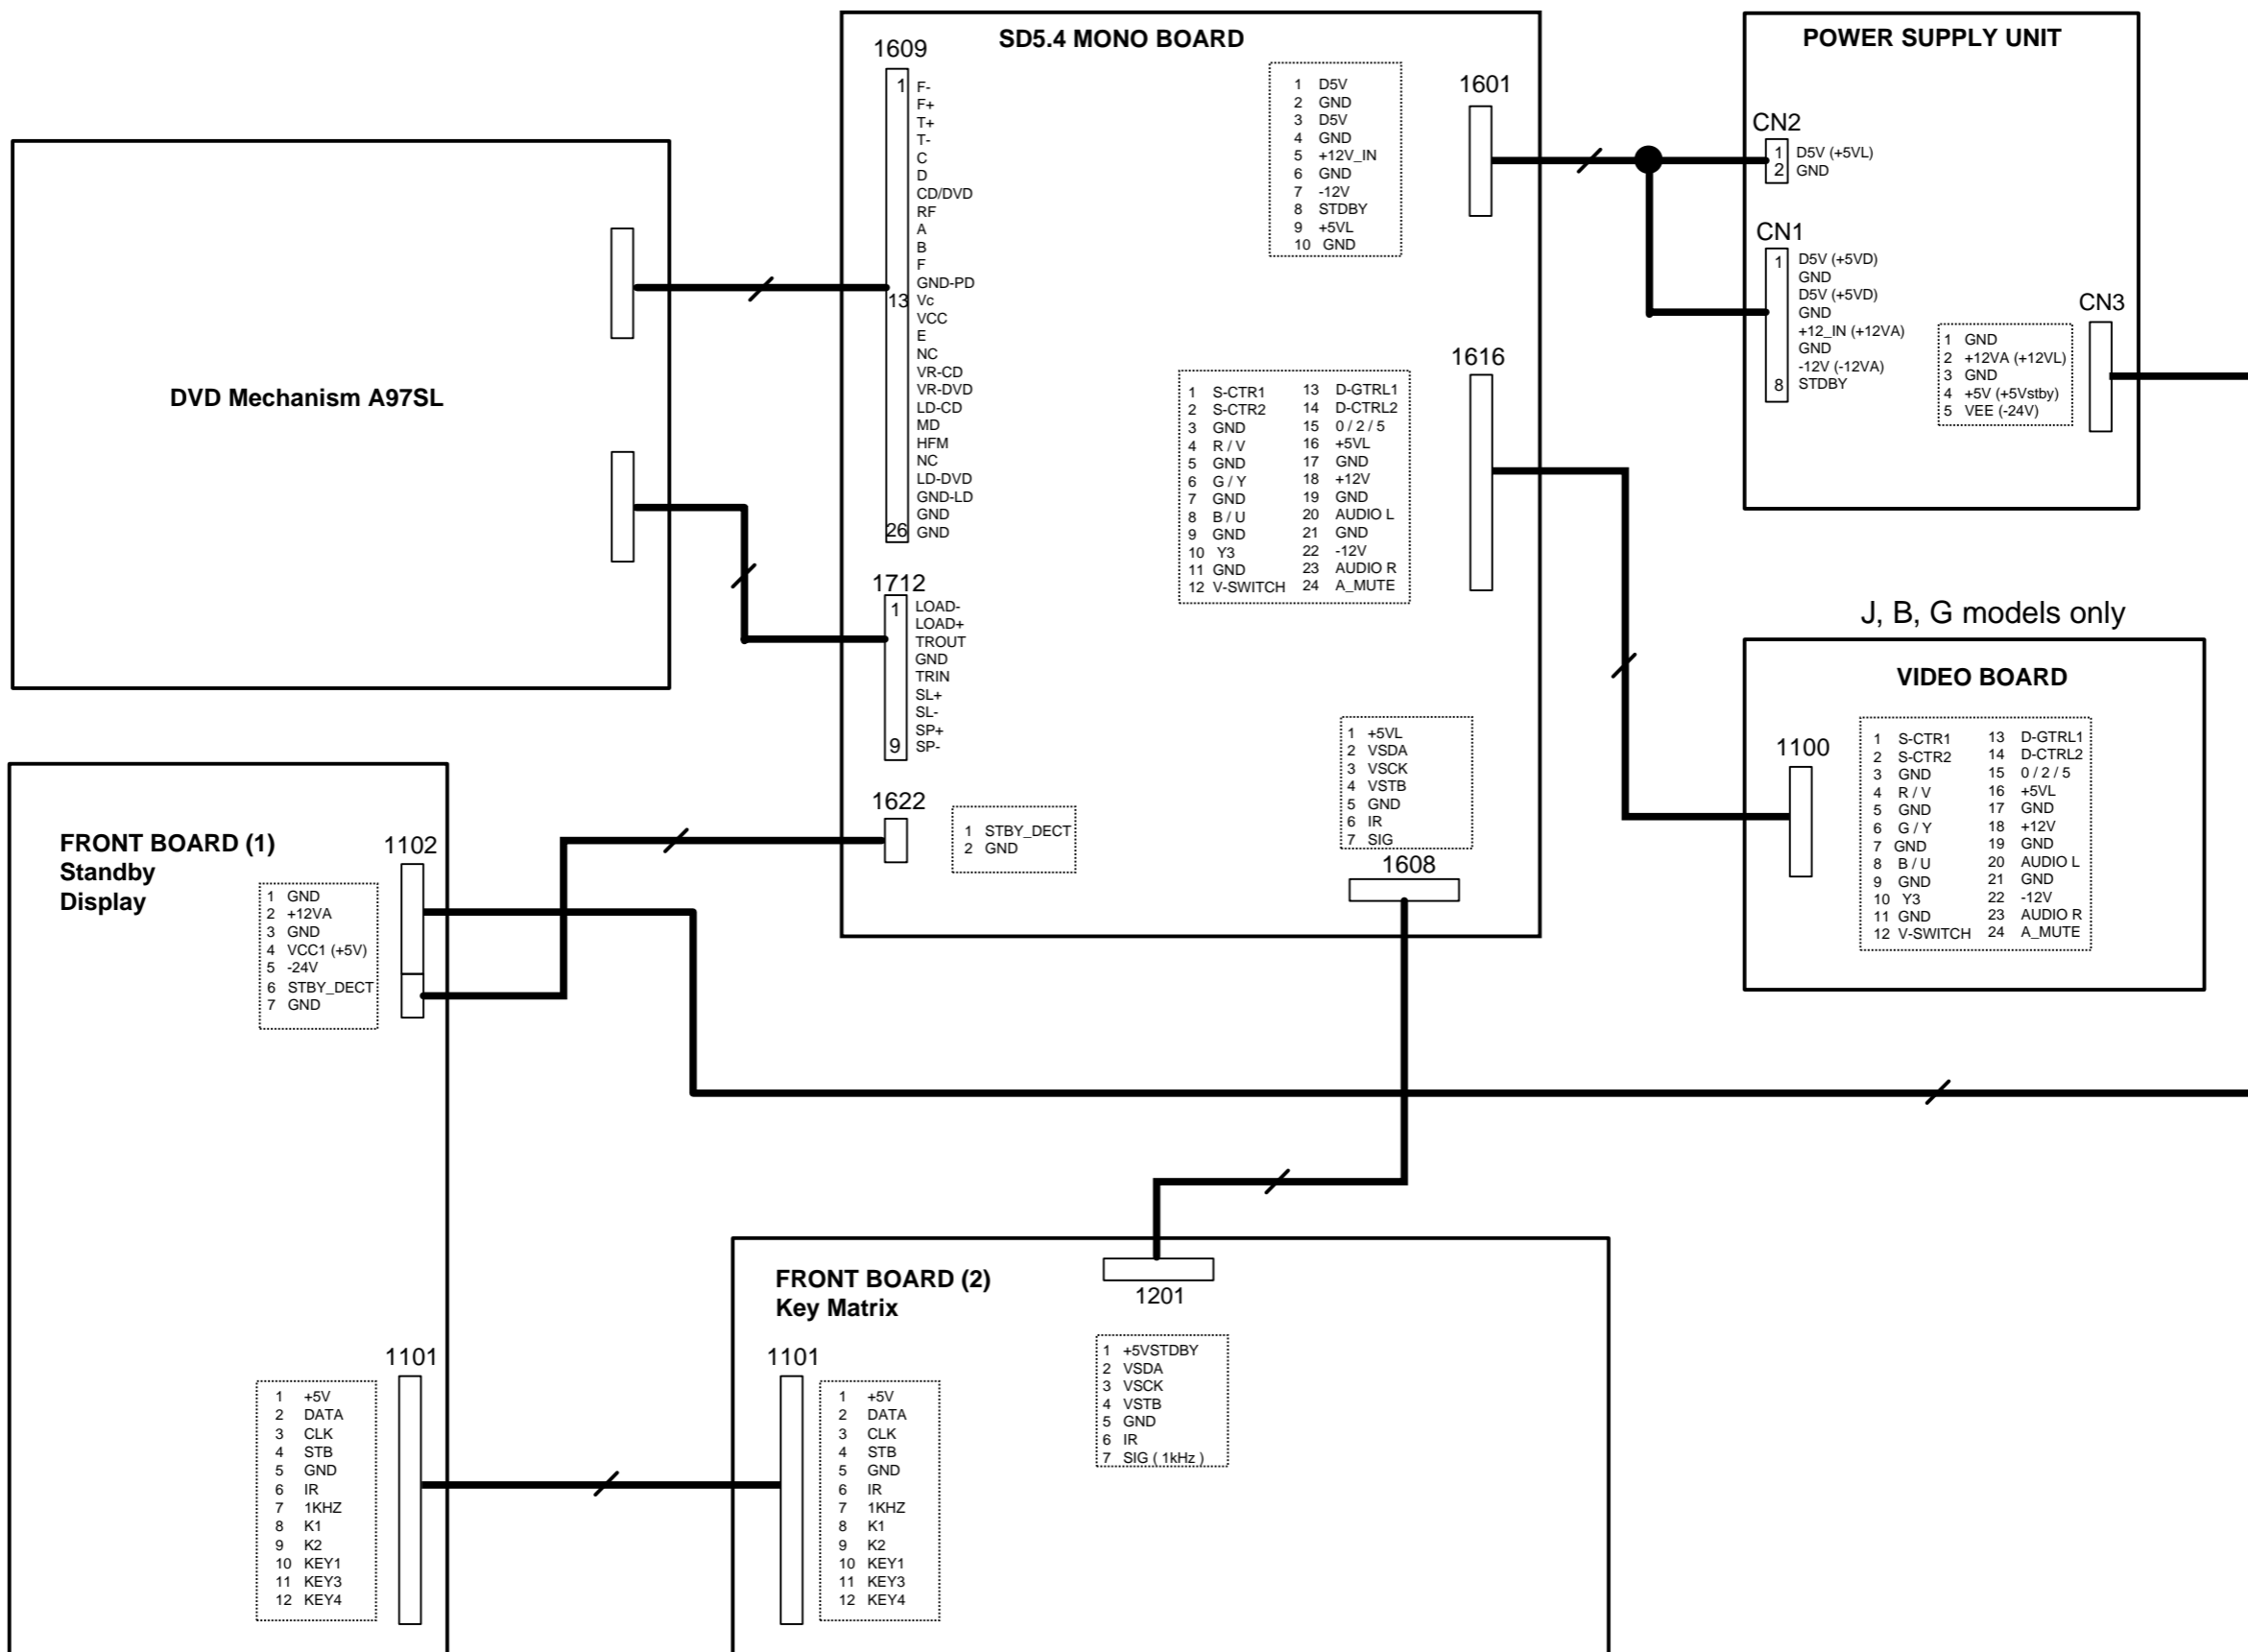 SD5.4 MONO BOARD
1609
1
F-
F+
T+
T-
C
D
CD/DVD
RF
A
B
F
GND-PD
13 Vc
VCC
E
NC
VR-CD
VR-DVD
LD-CD
MD
HFM
NC
LD-DVD
GND-LD
GND
26 GND
1601
1 D5V
2 GND
3 D5V
4 GND
5 +12V_IN
6 GND
7 -12V
8 STDBY
9 +5VL
10 GND
1616
1 S-CTR1
2 S-CTR2
3 GND
4 R / V
5 GND
6 G / Y
7 GND
8 B / U
9 GND
10 Y3
11 GND
12 V-SWITCH
13 D-GTRL1
14 D-CTRL2
15 0 / 2 / 5
16 +5VL
17 GND
18 +12V
19 GND
20 AUDIO L
21 GND
22 -12V
23 AUDIO R
24 A_MUTE
1712
1 LOAD-
LOAD+
TROUT
GND
TRIN
SL+
SL-
SP+
9 SP-
1622
1 STBY_DECT
2 GND
1 +5VL
2 VSDA
3 VSCK
4 VSTB
5 GND
6 IR
7 SIG
1608
POWER SUPPLY UNIT
CN2
1 D5V (+5VL)
2 GND
CN1
1 D5V (+5VD)
GND
D5V (+5VD)
GND
+12_IN (+12VA)
GND
-12V (-12VA)
8 STDBY
CN3
1 GND
2 +12VA (+12VL)
3 GND
4 +5V (+5Vstby)
5 VEE (-24V)
DVD Mechanism A97SL
J, B, G models only
VIDEO BOARD
1100
1 S-CTR1
2 S-CTR2
3 GND
4 R / V
5 GND
6 G / Y
7 GND
8 B / U
9 GND
10 Y3
11 GND
12 V-SWITCH
13 D-GTRL1
14 D-CTRL2
15 0 / 2 / 5
16 +5VL
17 GND
18 +12V
19 GND
20 AUDIO L
21 GND
22 -12V
23 AUDIO R
24 A_MUTE
FRONT BOARD (1)
Standby
Display
1102
1 GND
2 +12VA
3 GND
4 VCC1 (+5V)
5 -24V
6 STBY_DECT
7 GND
1101
1 +5V
2 DATA
3 CLK
4 STB
5 GND
6 IR
7 1KHZ
8 K1
9 K2
10 KEY1
11 KEY3
12 KEY4
FRONT BOARD (2)
Key Matrix
1101
1 +5V
2 DATA
3 CLK
4 STB
5 GND
6 IR
7 1KHZ
8 K1
9 K2
10 KEY1
11 KEY3
12 KEY4
1201
1 +5VSTDBY
2 VSDA
3 VSCK
4 VSTB
5 GND
6 IR
7 SIG ( 1kHz )